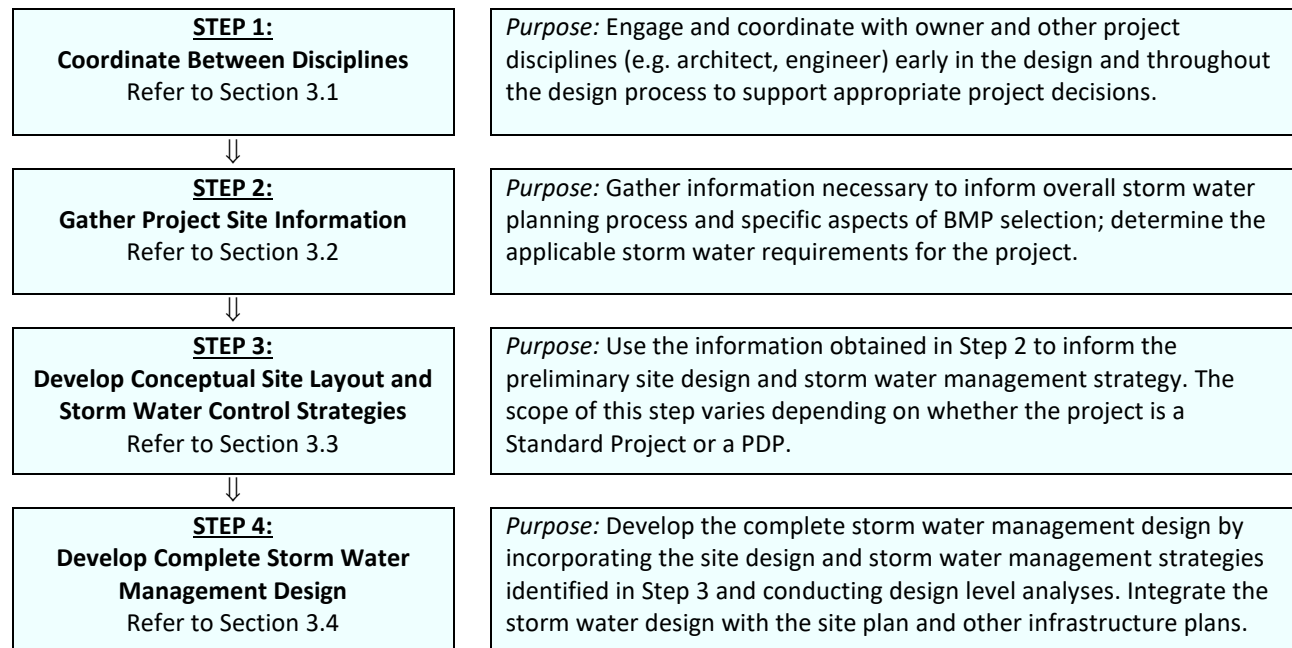 STEP 1:
Coordinate Between Disciplines
Refer to Section 3.1
Purpose: Engage and coordinate with owner and other project
disciplines (e.g. architect, engineer) early in the design and throughout
the design process to support appropriate project decisions.
⇓
STEP 2:
Gather Project Site Information
Refer to Section 3.2
Purpose: Gather information necessary to inform overall storm water
planning process and specific aspects of BMP selection; determine the
applicable storm water requirements for the project.
⇓
STEP 3:
Develop Conceptual Site Layout and
Storm Water Control Strategies
Refer to Section 3.3
Purpose: Use the information obtained in Step 2 to inform the
preliminary site design and storm water management strategy. The
scope of this step varies depending on whether the project is a
Standard Project or a PDP.
⇓
STEP 4:
Develop Complete Storm Water
Management Design
Refer to Section 3.4
Purpose: Develop the complete storm water management design by
incorporating the site design and storm water management strategies
identified in Step 3 and conducting design level analyses. Integrate the
storm water design with the site plan and other infrastructure plans.